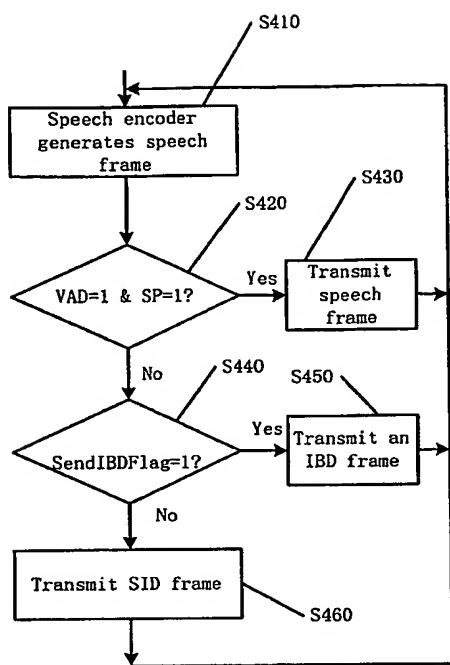 S410
Speech encoder
generates speech
frame
S420
S430
VAD=1 & SP=1?
Yes
Transmit
speech
frame
No
S440
S450
SendIBDFlag=1?
Yes
Transmit an
IBD frame
No
Transmit SID frame
S460